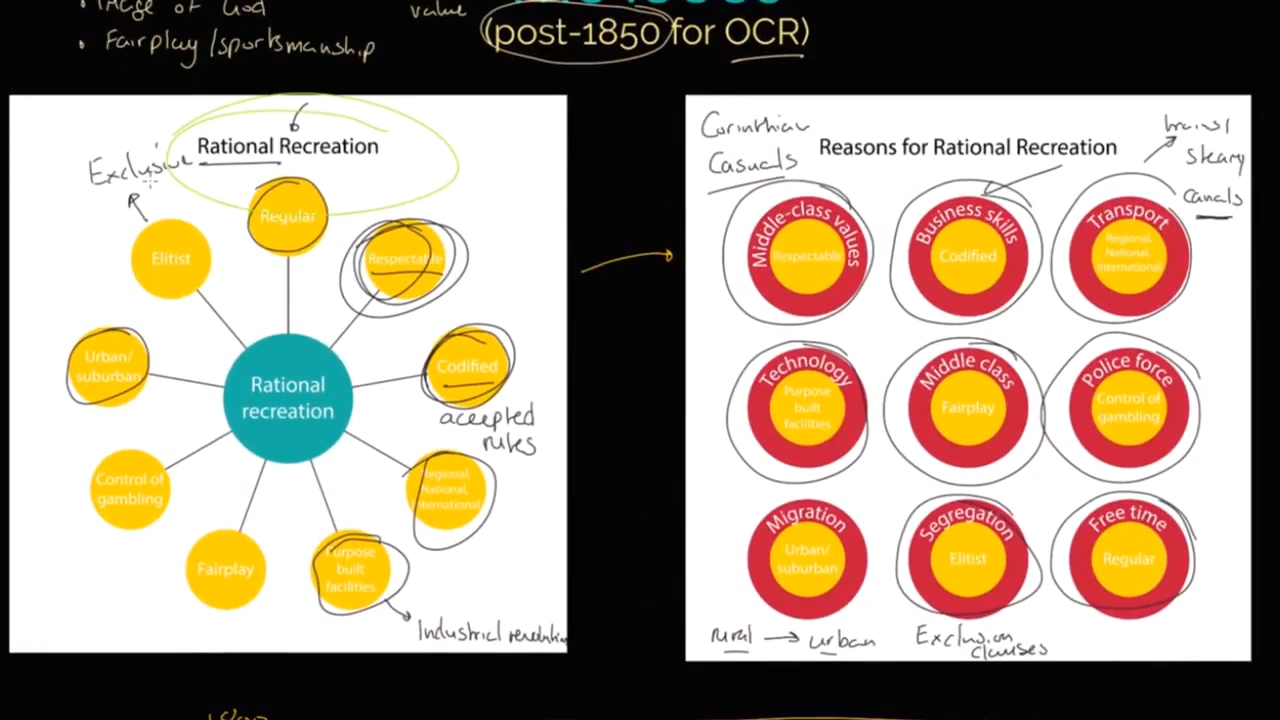 • Image of God
• Fairplay/sportsmanship
value
(post-1850 for OCR)
Rational Recreation
Exclusive
Regular
Elitist
Respectable
Urban/
suburban
Codified
accepted
rules
Rational
recreation
Control of
gambling
Regional,
National,
International
Fairplay
Purpose
built
facilities
Industrial revolution
Corinthian
Casuals
Reasons for Rational Recreation
trains/
canals
Middle-class values
Respectable
Business skills
Codified
Transport
Regional,
National,
International
Technology
Purpose
built
facilities
Middle class
Fairplay
Police force
Control of
gambling
Migration
Urban/
suburban
Segregation
Elitist
Free time
Regular
rural → urban
Exclusion
clauses